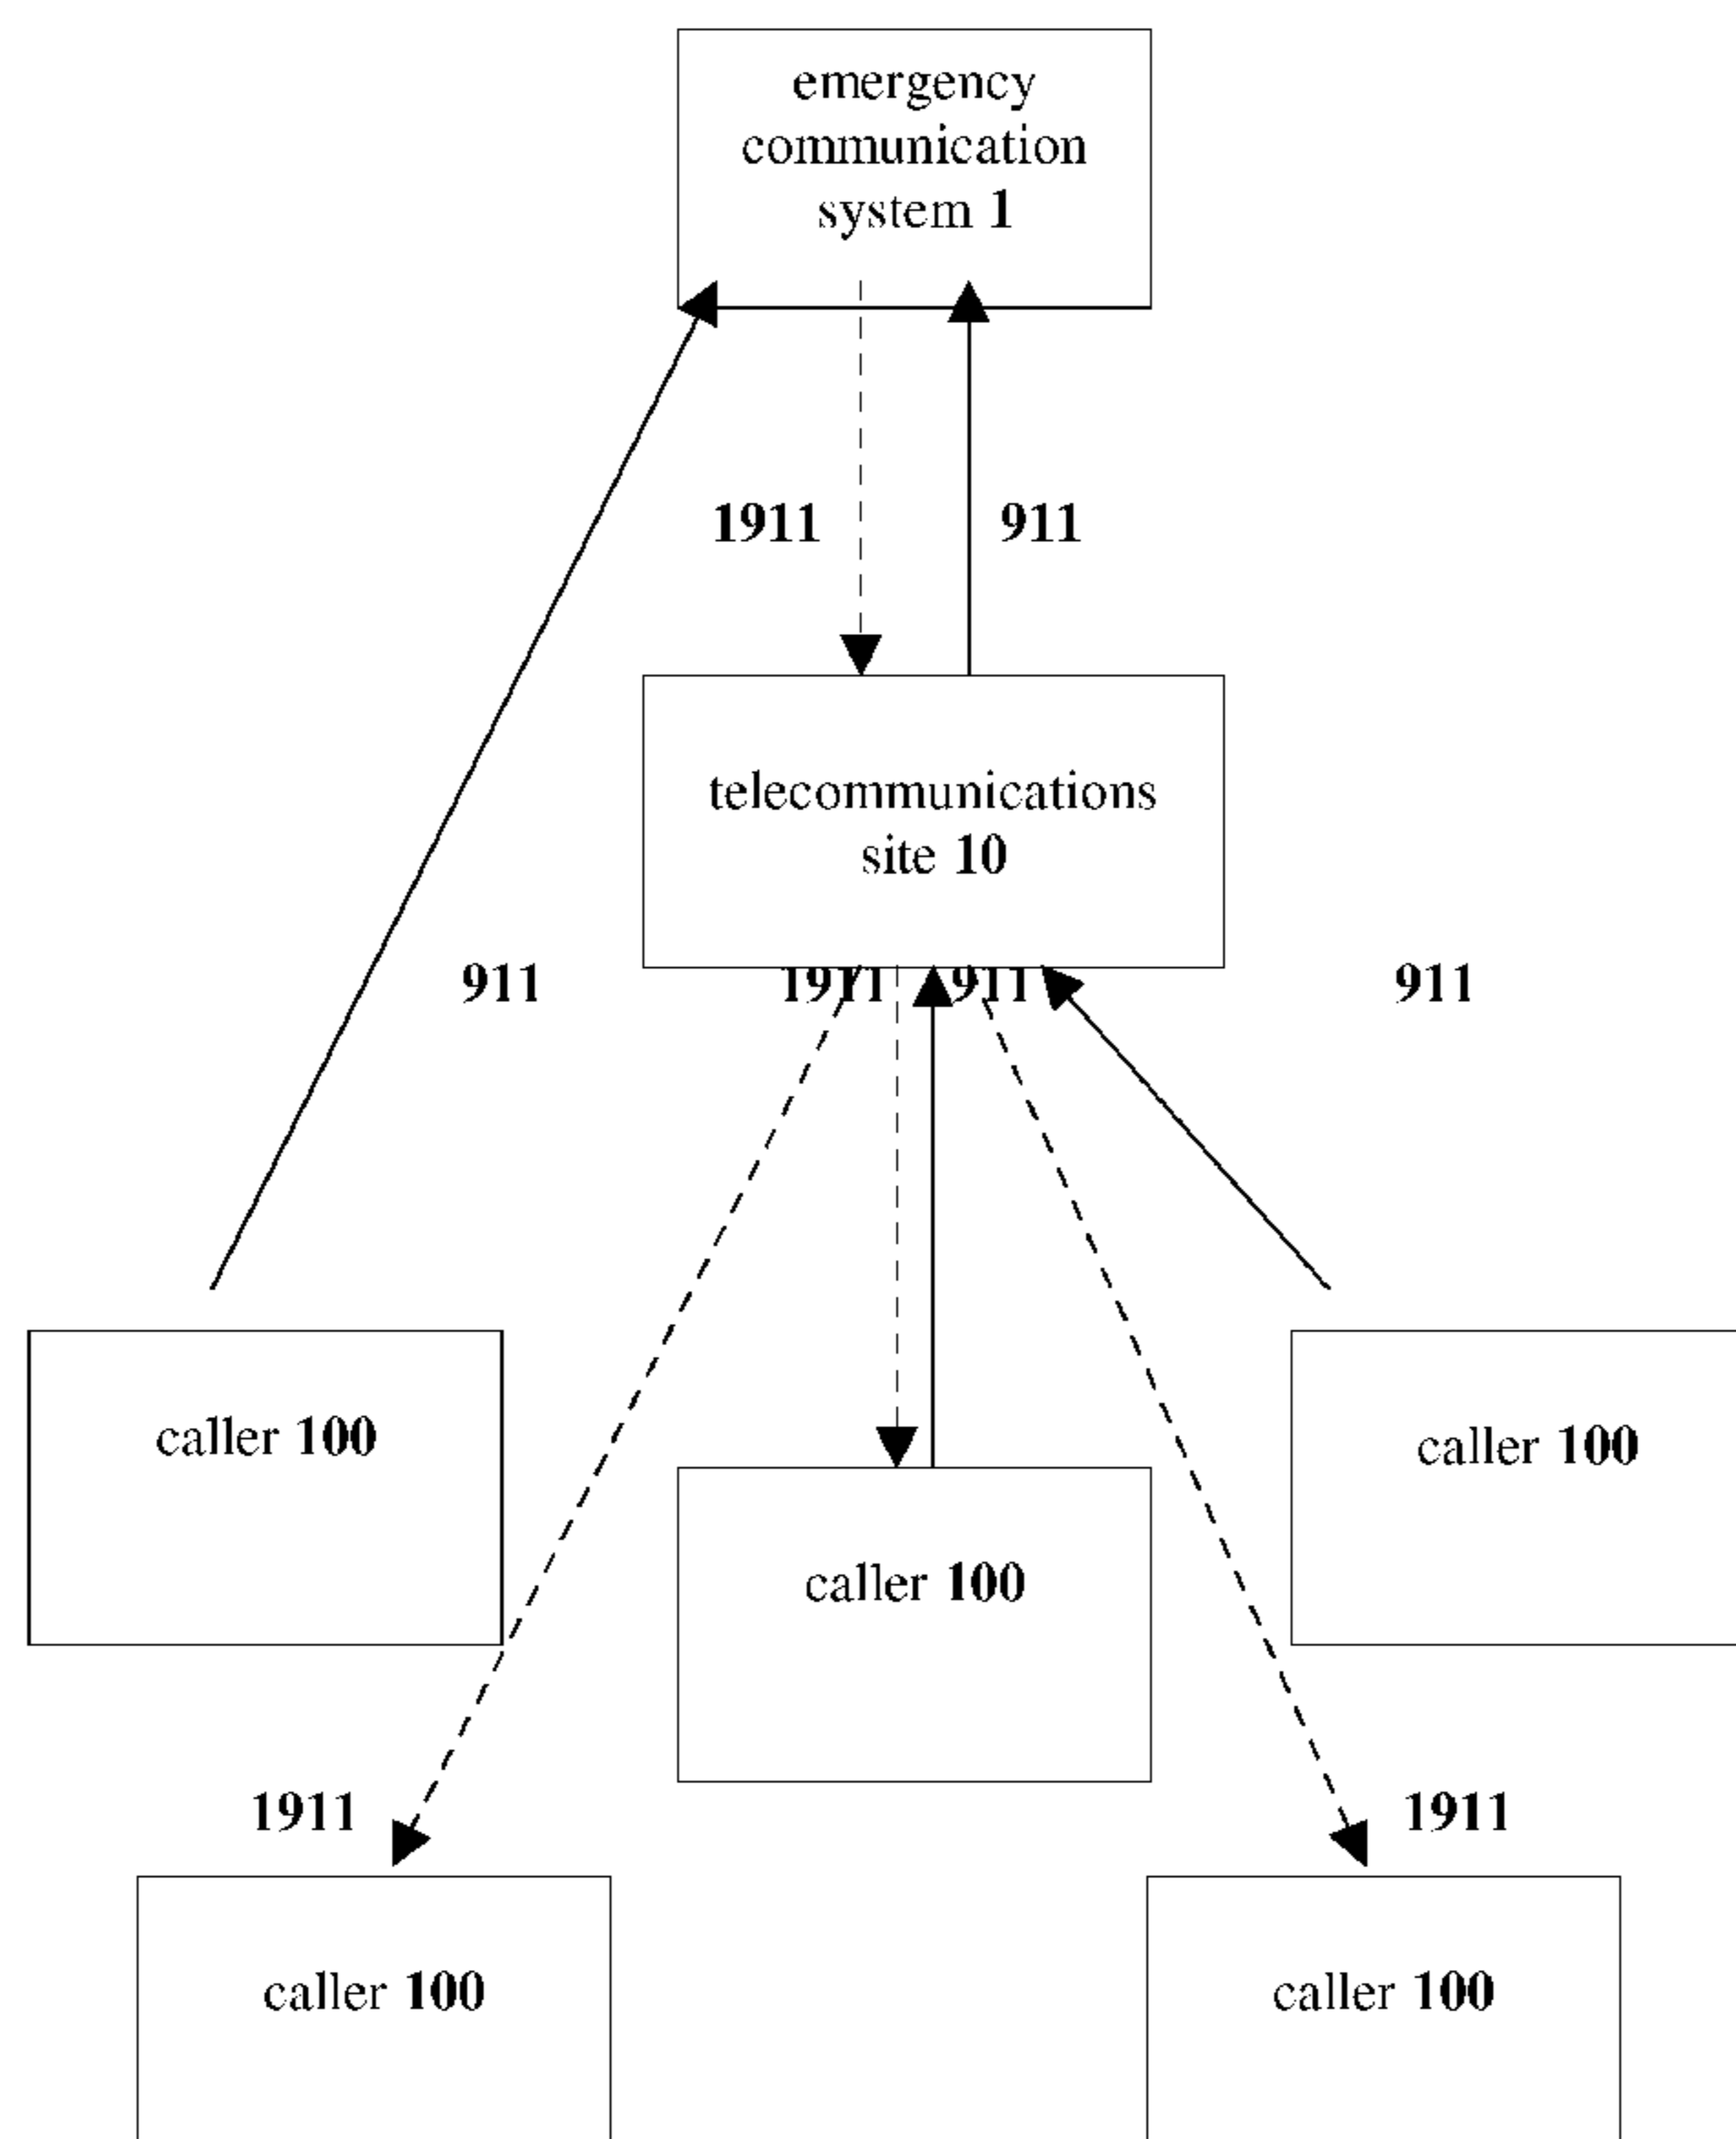 emergency
communication
system 1
1911
911
telecommunications
site 10
911
1911
911
911
caller 100
caller 100
caller 100
1911
1911
caller 100
caller 100